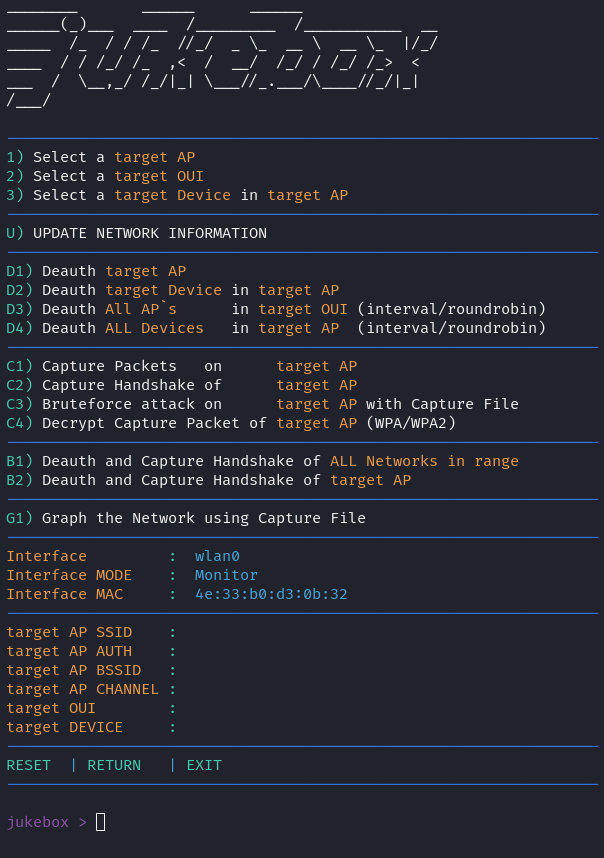 1) Select a target AP
2) Select a target OUI
3) Select a target Device in target AP
U) UPDATE NETWORK INFORMATION
D1) Deauth target AP
D2) Deauth target Device in target AP
D3) Deauth All AP`s      in target OUI (interval/roundrobin)
D4) Deauth ALL Devices   in target AP  (interval/roundrobin)
C1) Capture Packets   on      target AP
C2) Capture Handshake of      target AP
C3) Bruteforce attack on      target AP with Capture File
C4) Decrypt Capture Packet of target AP (WPA/WPA2)
B1) Deauth and Capture Handshake of ALL Networks in range
B2) Deauth and Capture Handshake of target AP
G1) Graph the Network using Capture File
Interface         :  wlan0
Interface MODE    :  Monitor
Interface MAC     :  4e:33:b0:d3:0b:32
target AP SSID    :
target AP AUTH    :
target AP BSSID   :
target AP CHANNEL :
target OUI        :
target DEVICE     :
RESET  | RETURN   | EXIT
jukebox >